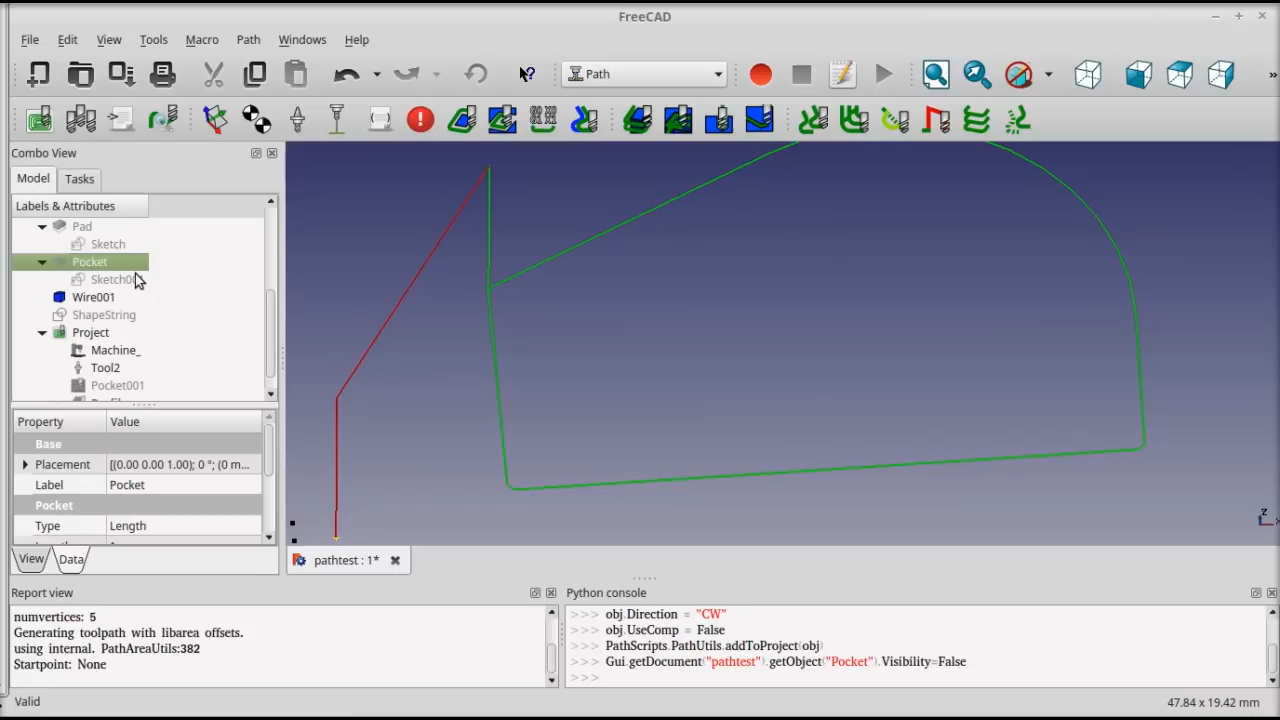 FreeCAD
File Edit View Tools Macro Path Windows Help
Path
»
Combo View
Model Tasks
Labels & Attributes
Pad
Sketch
Pocket
Wire001
ShapeString
Project
Machine_
Tool2
Pocket001
Property Value
Base
Placement [(0.00 0.00 1.00); 0 °; (0 m...
Label Pocket
Pocket
Type Length
View Data
pathtest : 1*
z
Report view
numvertices: 5
Generating toolpath with libarea offsets.
using internal. PathAreaUtils:382
Startpoint: None
Python console
>>> obj.Direction = "CW"
>>> obj.UseComp = False
>>> PathScripts.PathUtils.addToProject(obj)
>>> Gui.getDocument("pathtest").getObject("Pocket").Visibility=False
>>>
Valid
47.84 x 19.42 mm